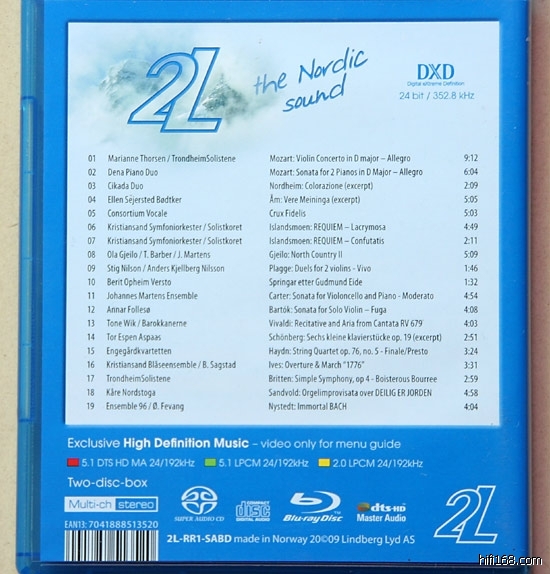 2L
the Nordic
sound
DXD
Digital eXtreme Definition
24 bit / 352.8 kHz
01 Marianne Thorsen / TrondheimSolistene Mozart: Violin Concerto in D major – Allegro 9:12
02 Dena Piano Duo Mozart: Sonata for 2 Pianos in D Major – Allegro 6:04
03 Cikada Duo Nordheim: Colorazione (excerpt) 2:09
04 Ellen Sejersted Bødtker Åm: Vere Meininga (excerpt) 5:05
05 Consortium Vocale Crux Fidelis 5:03
06 Kristiansand Symfoniorkester / Solistkoret Islandsmoen: REQUIEM – Lacrymosa 4:49
07 Kristiansand Symfoniorkester / Solistkoret Islandsmoen: REQUIEM – Confutatis 2:11
08 Ola Gjeilo / T. Barber / J. Martens Gjeilo: North Country II 5:09
09 Stig Nilson / Anders Kjellberg Nilsson Plagge: Duels for 2 violins - Vivo 1:46
10 Berit Opheim Versto Springar etter Gudmund Eide 1:32
11 Johannes Martens Ensemble Carter: Sonata for Violoncello and Piano - Moderato 4:54
12 Annar Follesø Bartók: Sonata for Solo Violin – Fuga 4:08
13 Tone Wik / Barokkanerne Vivaldi: Recitative and Aria from Cantata RV 679 4:03
14 Tor Espen Aspaas Schönberg: Sechs kleine klavierstücke op. 19 (excerpt) 2:51
15 Engegårdkvartetten Haydn: String Quartet op. 76, no. 5 - Finale/Presto 3:24
16 Kristiansand Blåseensemble / B. Sagstad Ives: Overture & March "1776" 3:31
17 TrondheimSolistene Britten: Simple Symphony, op 4 - Boisterous Bourree 2:59
18 Kåre Nordstoga Sandvold: Orgelimprovisata over DEILIG ER JORDEN 4:58
19 Ensemble 96 / Ø. Fevang Nystedt: Immortal BACH 4:04
Exclusive High Definition Music – video only for menu guide
5.1 DTS HD MA 24/192kHz 5.1 LPCM 24/192kHz 2.0 LPCM 24/192kHz
Two-disc-box
Multi-ch stereo
SUPER AUDIO CD
COMPACT disc DIGITAL AUDIO
Blu-ray Disc
dts-HD Master Audio
2L
EAN13: 7041888513520
2L-RR1-SABD made in Norway 20©09 Lindberg Lyd AS
hifi168.com